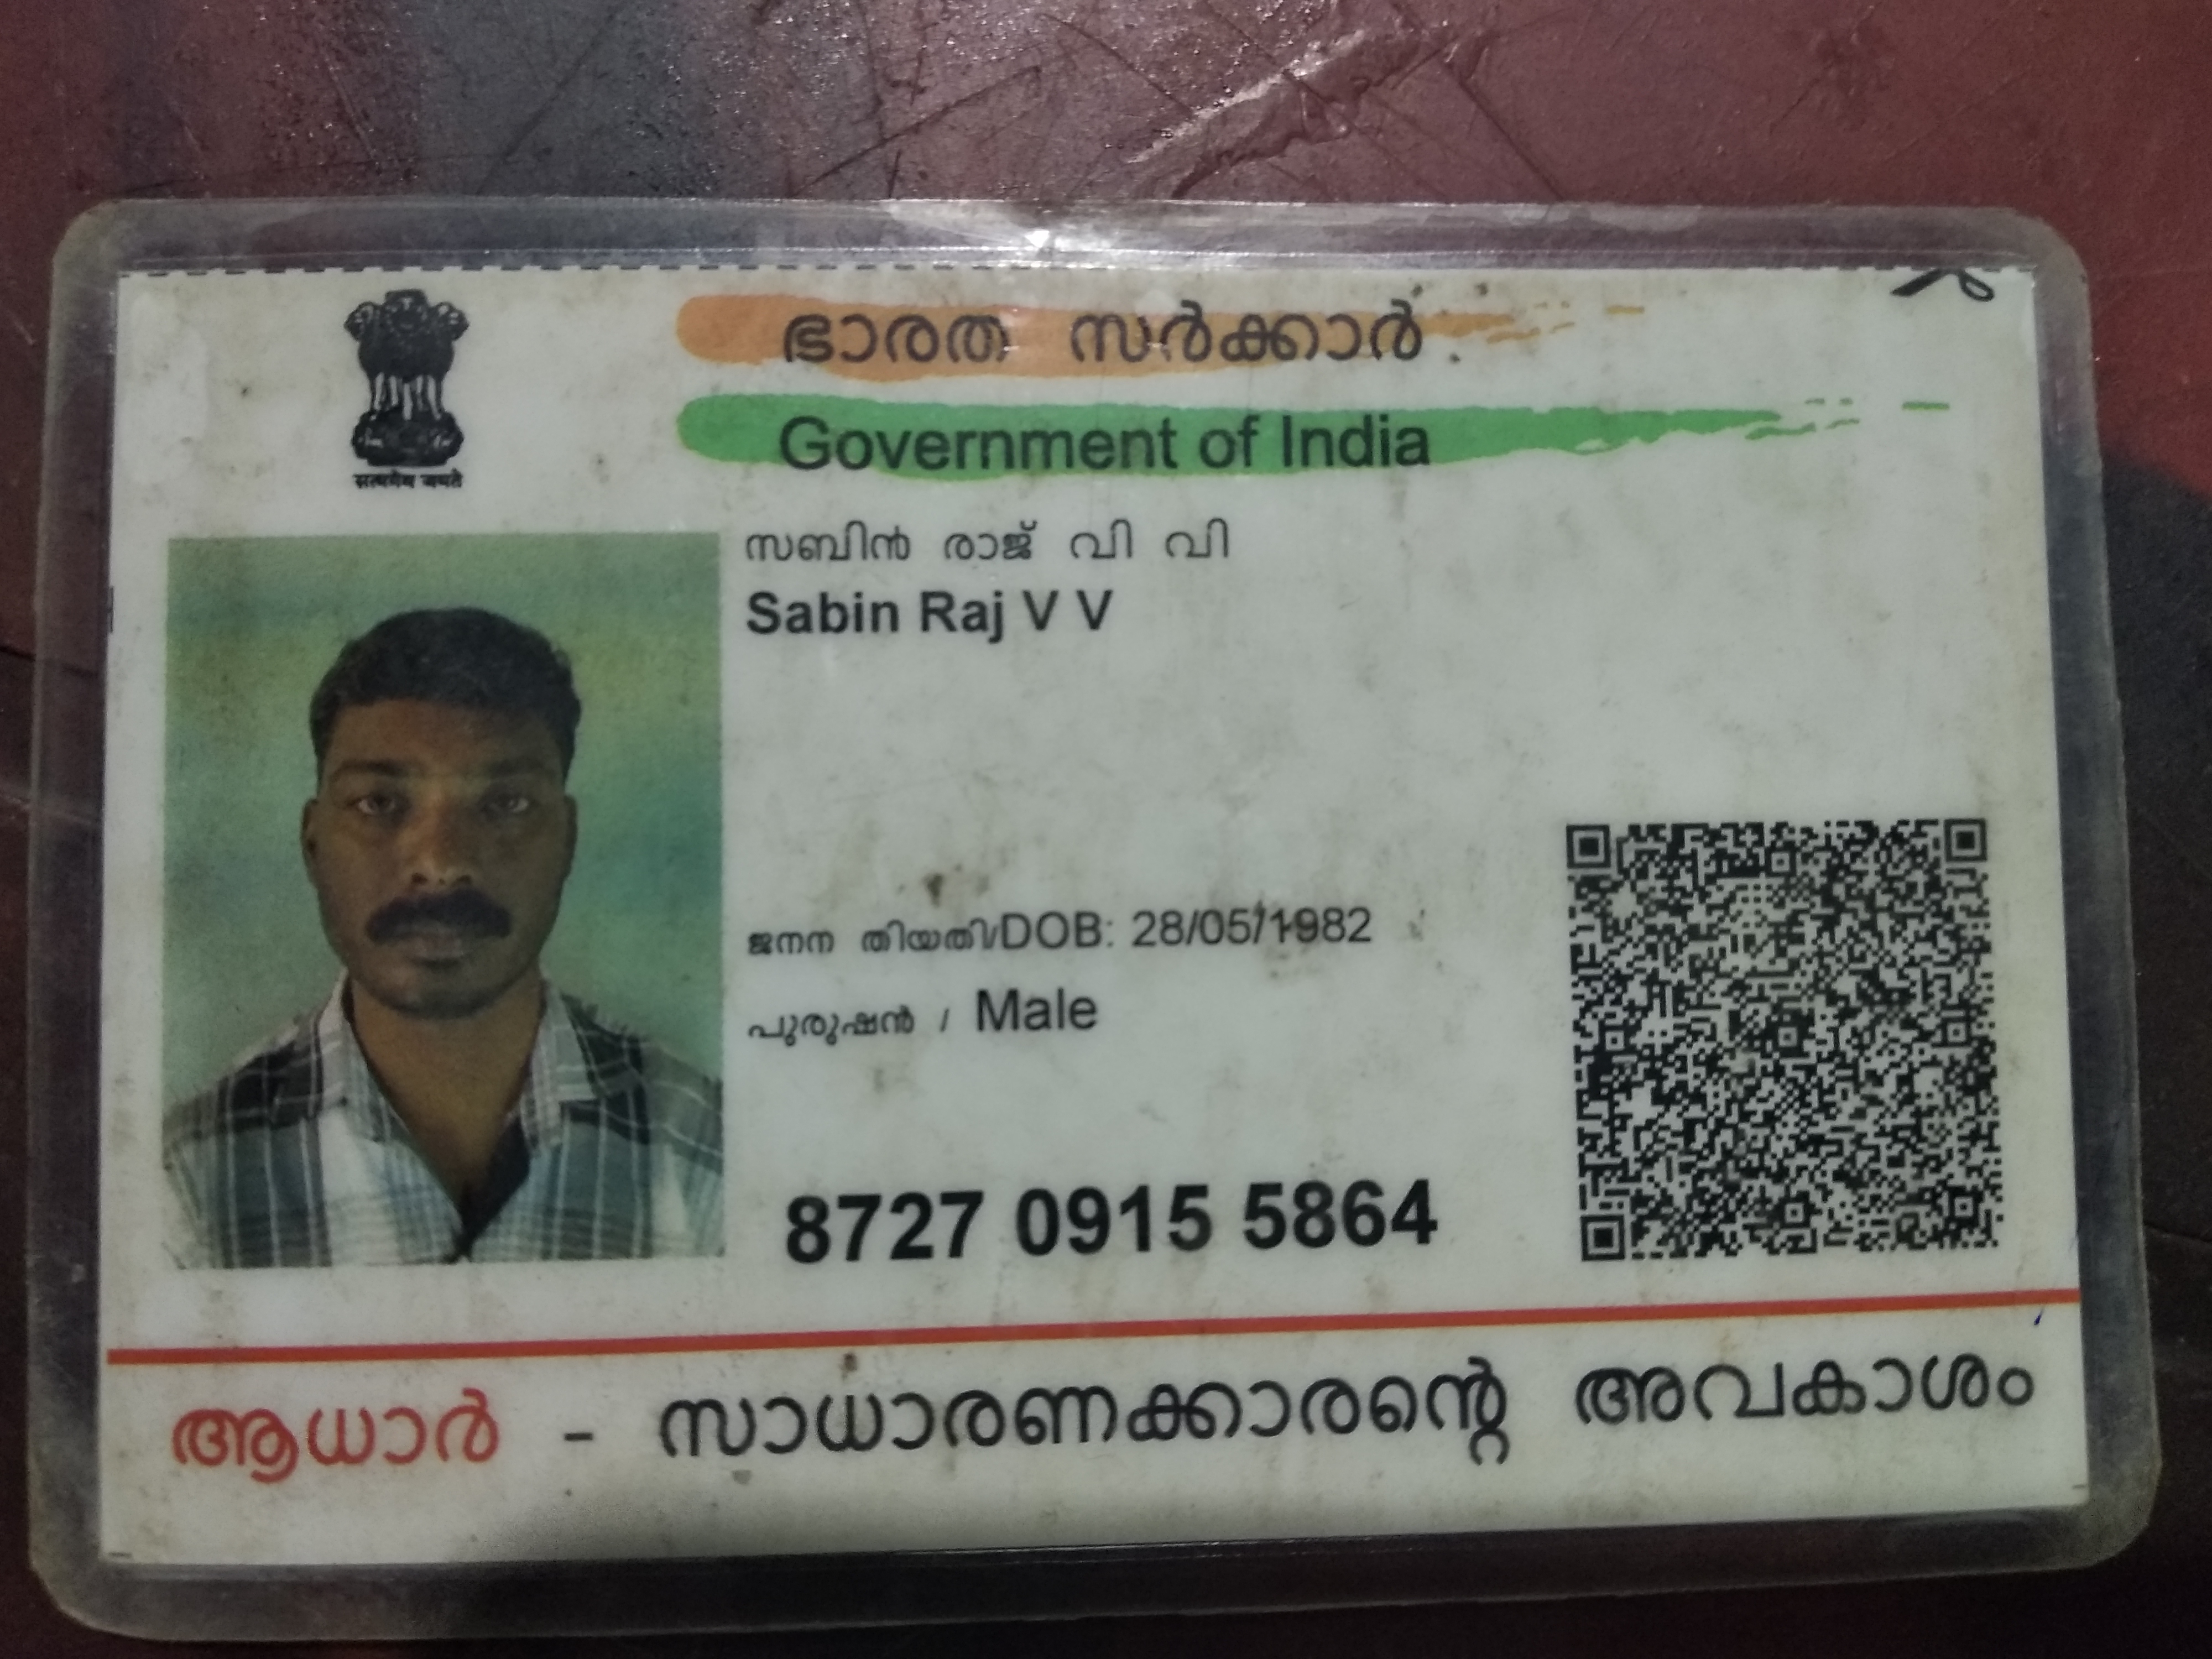 ഭാരത സർക്കാർ
Government of India
सत्यमेव जयते
സബിൻ രാജ് വി വി
Sabin Raj V V
ജനന തിയതി/DOB: 28/05/1982
പുരുഷൻ / Male
8727 0915 5864
ആധാർ - സാധാരണക്കാരന്റെ അവകാശം